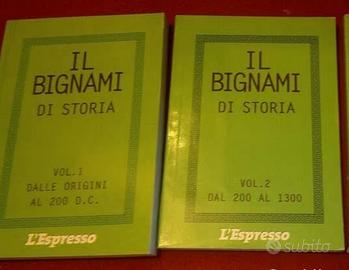 IL
BIGNAMI
DI STORIA
VOL.1
DALLE ORIGINI
AL 200 D.C.
L'Espresso
IL
BIGNAMI
DI STORIA
VOL.2
DAL 200 AL 1300
L'Espresso
subito